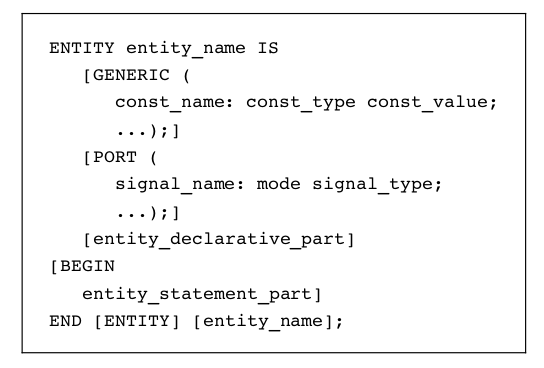 ENTITY entity_name IS
[GENERIC (
const_name: const_type const_value;
...);]
[PORT (
signal_name: mode signal_type;
...);]
[entity_declarative_part]
[BEGIN
entity_statement_part]
END [ENTITY] [entity_name];